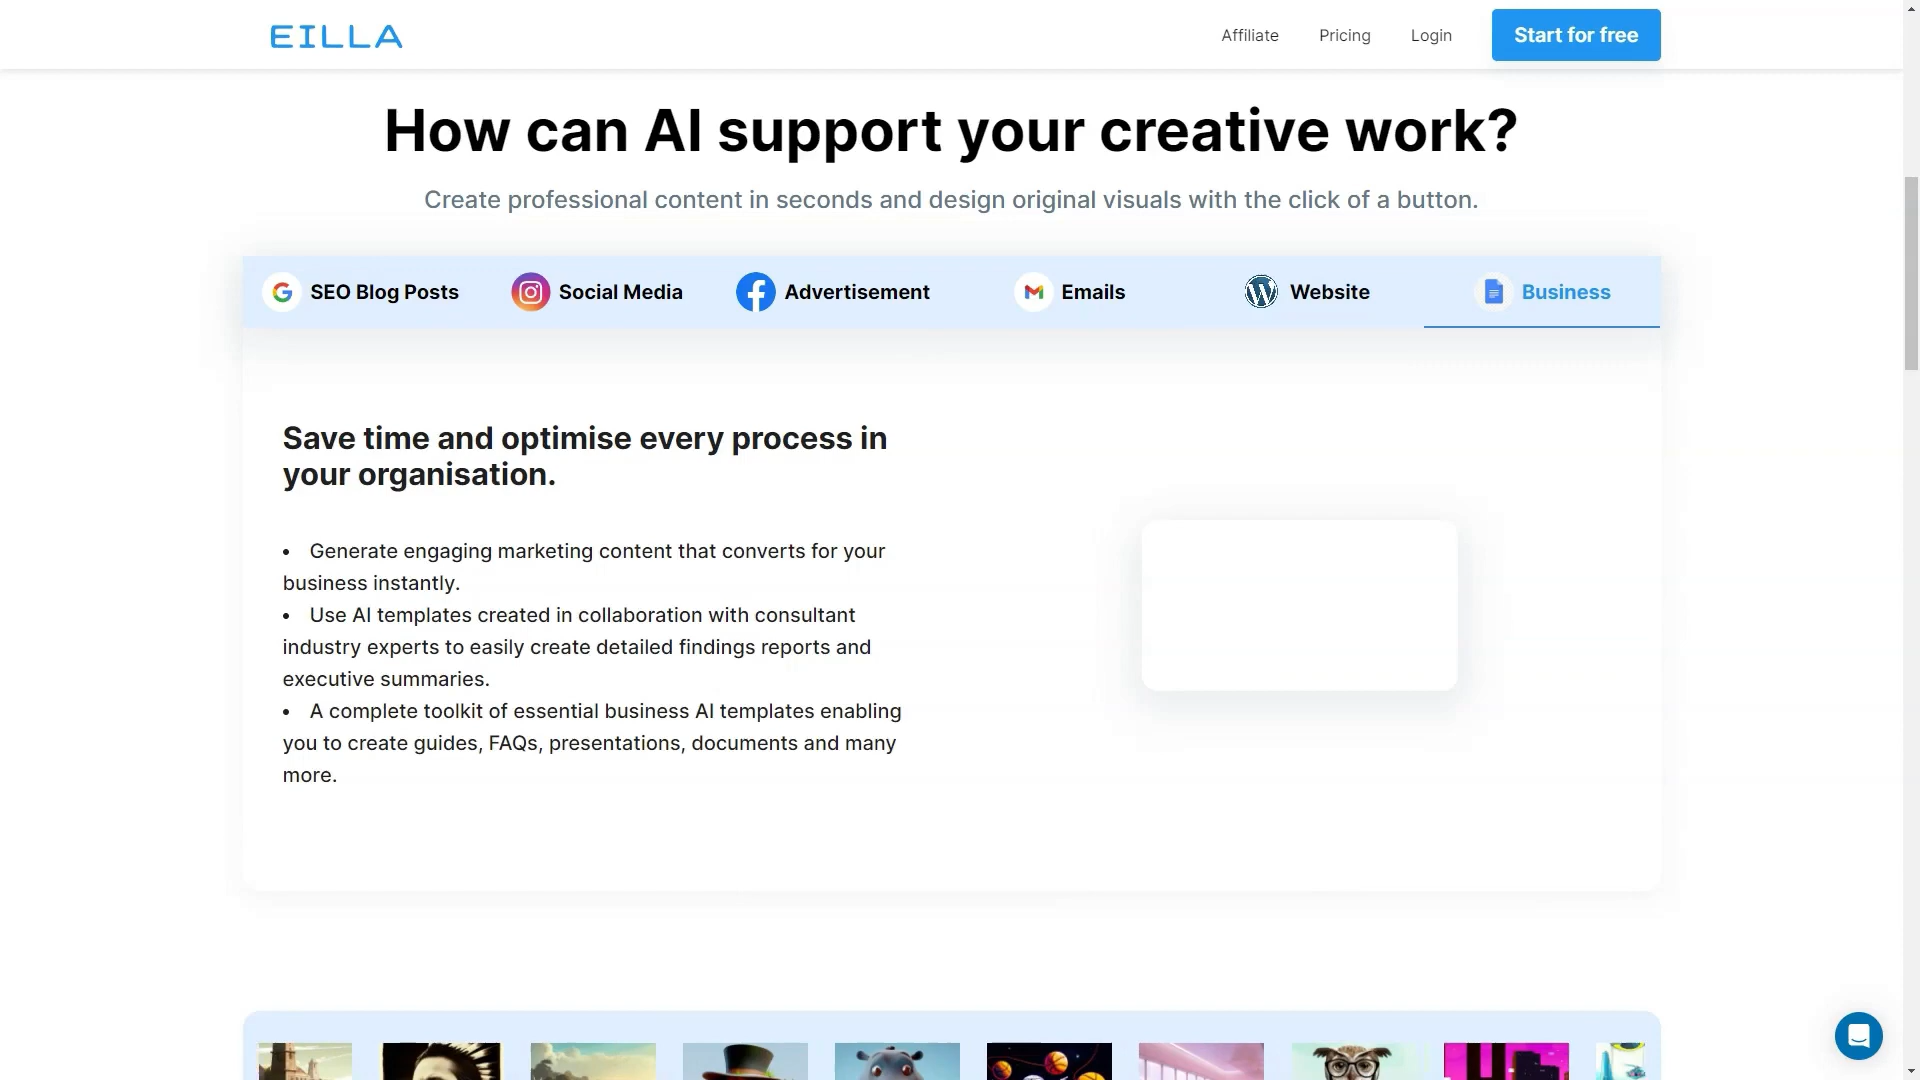 EILLA
Affiliate
Pricing
Login
Start for free
How can AI support your creative work?
Create professional content in seconds and design original visuals with the click of a button.
SEO Blog Posts
Social Media
Advertisement
Emails
Website
Business
Save time and optimise every process in
your organisation.
• Generate engaging marketing content that converts for your
business instantly.
• Use AI templates created in collaboration with consultant
industry experts to easily create detailed findings reports and
executive summaries.
• A complete toolkit of essential business AI templates enabling
you to create guides, FAQs, presentations, documents and many
more.